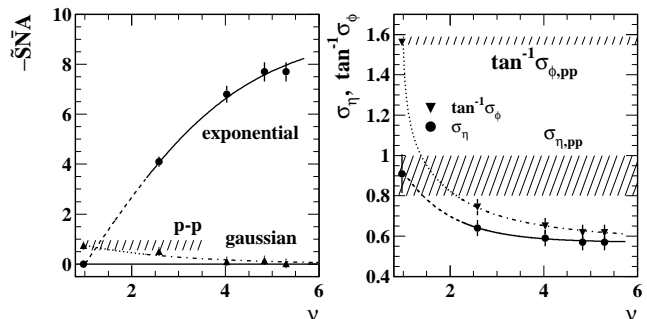 −S̃N̄Ā
8
6
4
2
0
exponential
p-p
gaussian
2
4
6
ν
σ_η, tan⁻¹σ_ϕ
1.6
1.4
1.2
1
0.8
0.6
0.4
tan⁻¹σ_ϕ,pp
tan⁻¹σ_ϕ
σ_η
σ_η,pp
2
4
6
ν